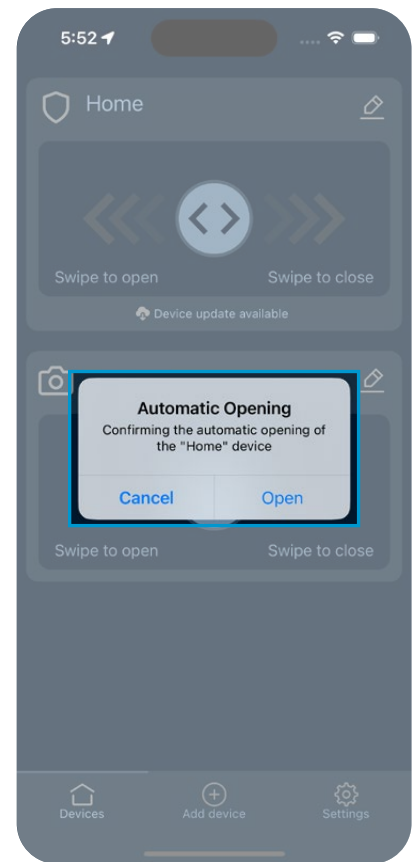 5:52
Home
Swipe to open Swipe to close
Device update available
Automatic Opening
Confirming the automatic opening of
the "Home" device
Cancel Open
Swipe to open Swipe to close
Devices Add device Settings